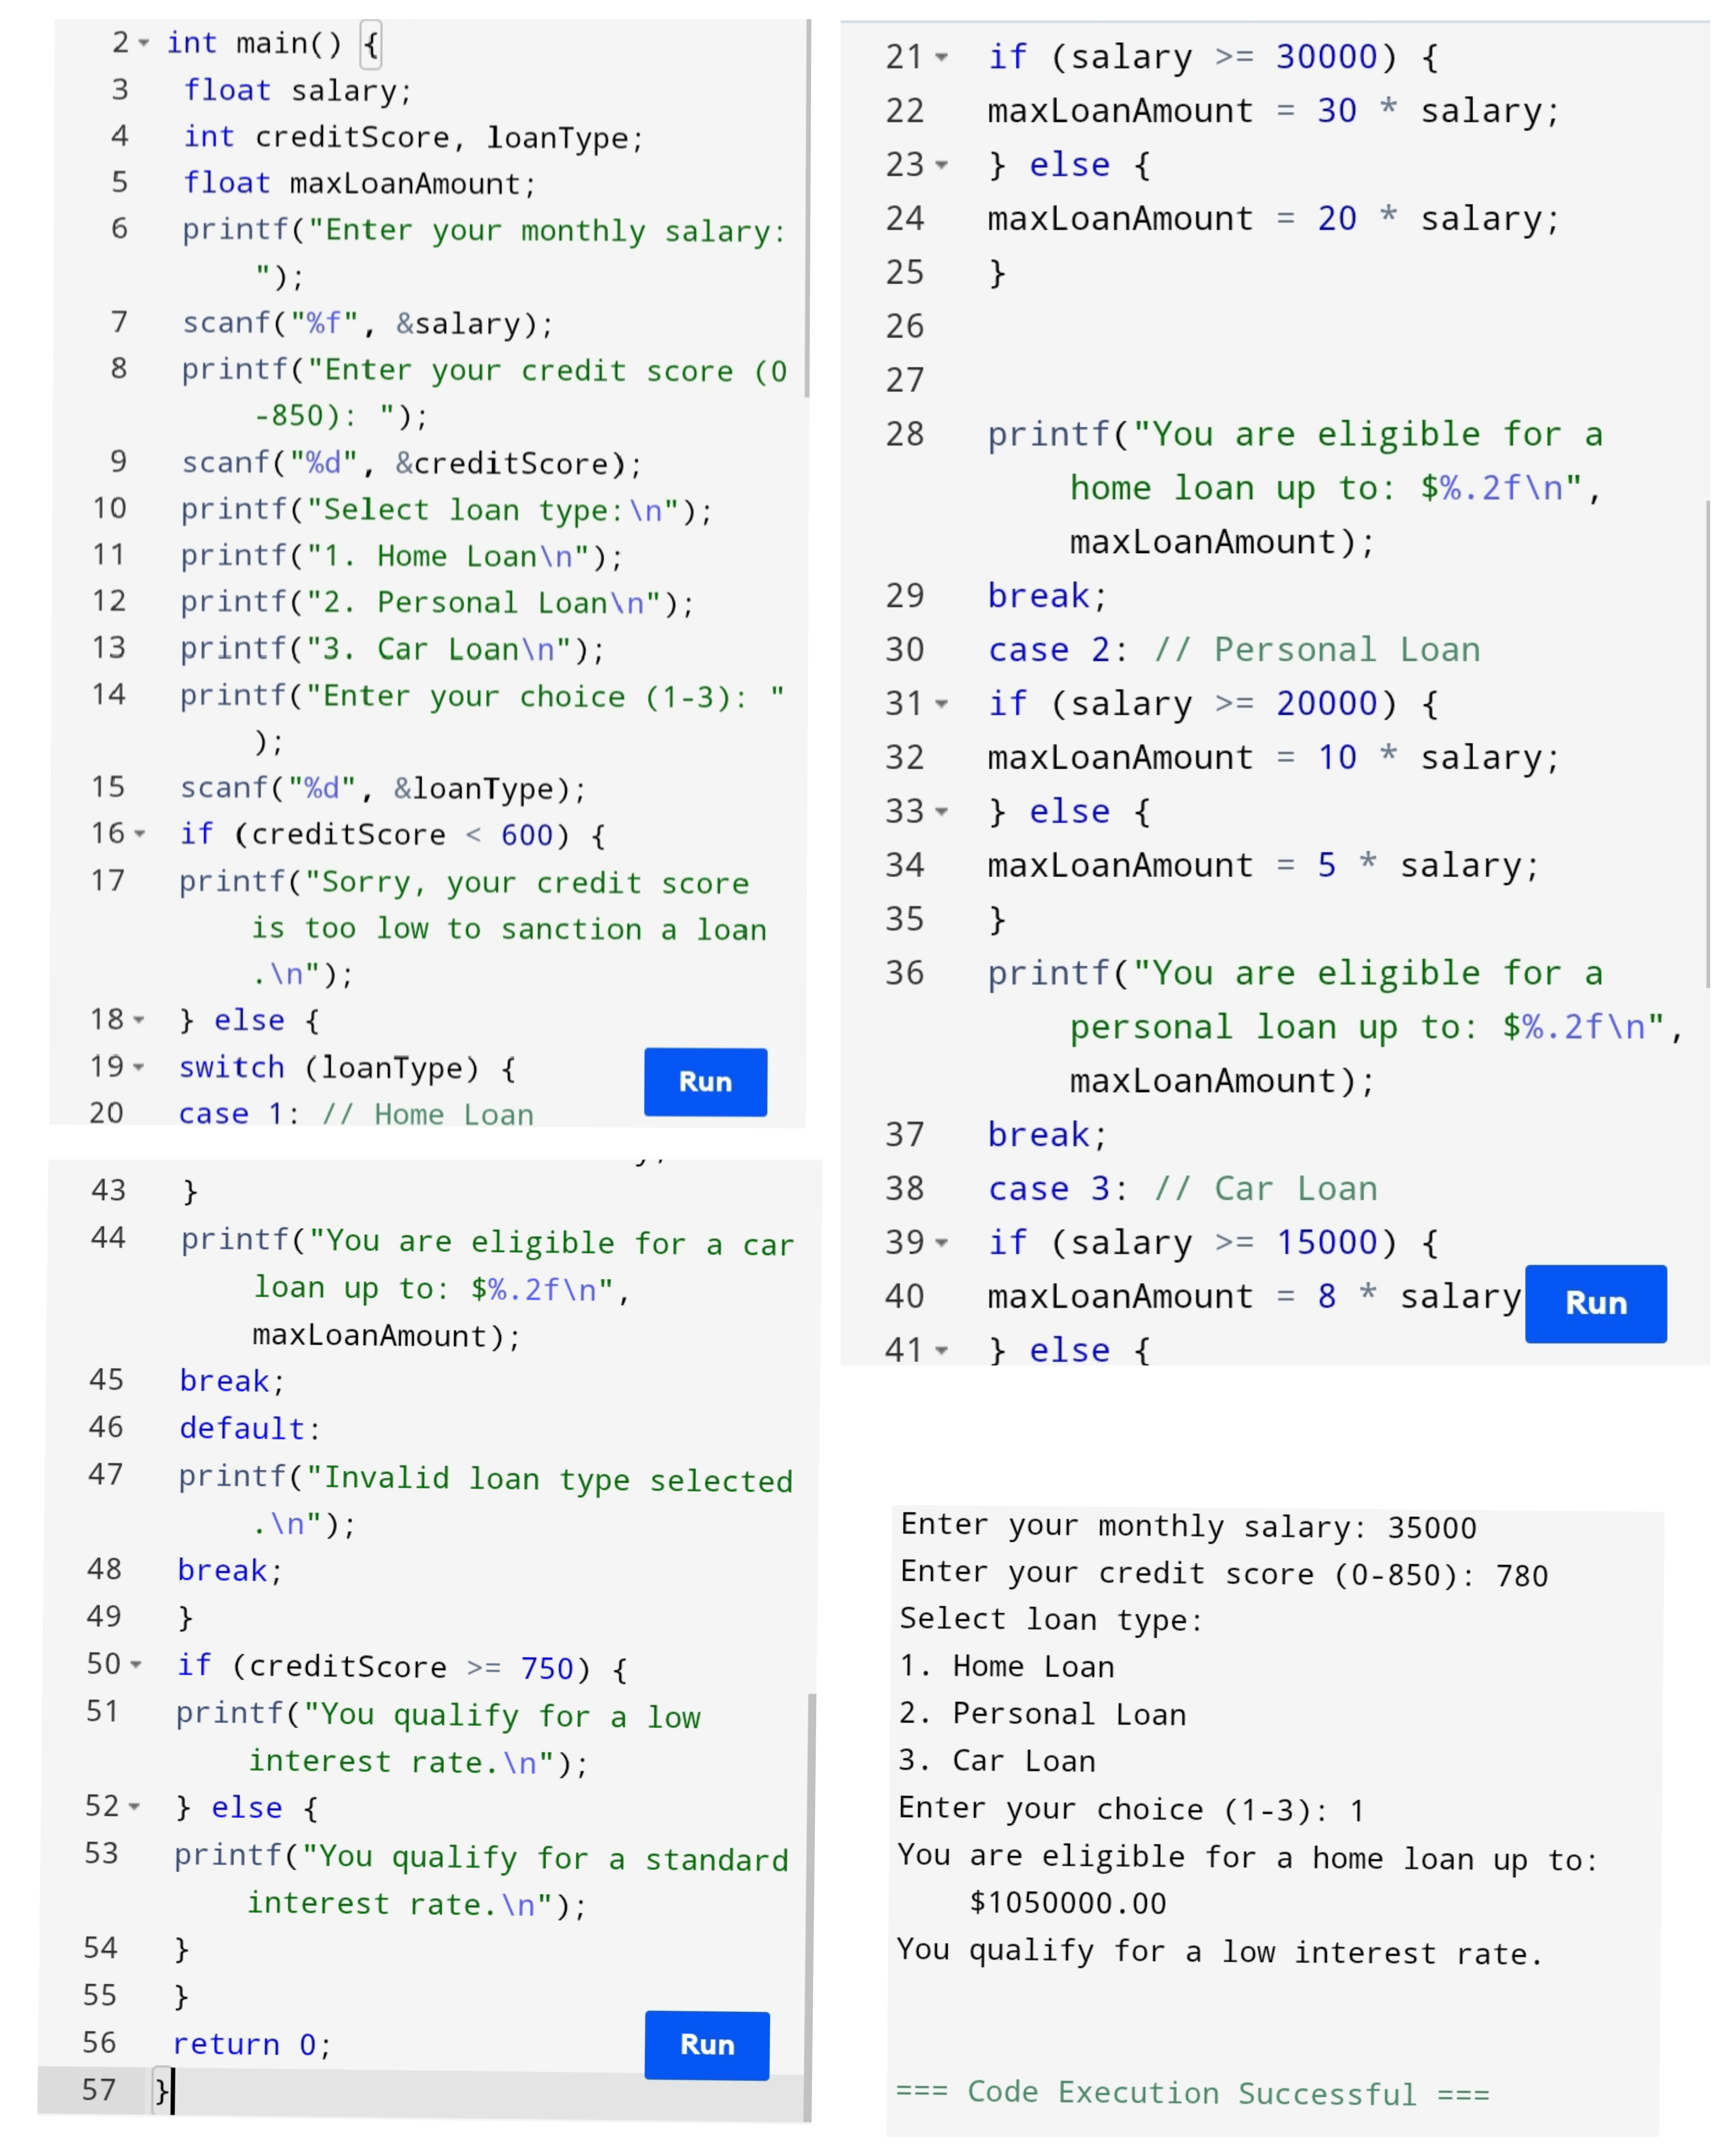 2 int main() {
3 float salary;
4 int creditScore, loanType;
5 float maxLoanAmount;
6 printf("Enter your monthly salary:
");
7 scanf("%f", &salary);
8 printf("Enter your credit score (0
-850): ");
9 scanf("%d", &creditScore);
10 printf("Select loan type:\n");
11 printf("1. Home Loan\n");
12 printf("2. Personal Loan\n");
13 printf("3. Car Loan\n");
14 printf("Enter your choice (1-3): "
);
15 scanf("%d", &loanType);
16 if (creditScore < 600) {
17 printf("Sorry, your credit score
is too low to sanction a loan
.\n");
18 } else {
19 switch (loanType) {
Run
20 case 1: // Home Loan
21 if (salary >= 30000) {
22 maxLoanAmount = 30 * salary;
23 } else {
24 maxLoanAmount = 20 * salary;
25 }
26
27
28 printf("You are eligible for a
home loan up to: $%.2f\n",
maxLoanAmount);
29 break;
30 case 2: // Personal Loan
31 if (salary >= 20000) {
32 maxLoanAmount = 10 * salary;
33 } else {
34 maxLoanAmount = 5 * salary;
35 }
36 printf("You are eligible for a
personal loan up to: $%.2f\n",
maxLoanAmount);
37 break;
38 case 3: // Car Loan
39 if (salary >= 15000) {
40 maxLoanAmount = 8 * salary
Run
41 } else {
43 }
44 printf("You are eligible for a car
loan up to: $%.2f\n",
maxLoanAmount);
45 break;
46 default:
47 printf("Invalid loan type selected
.\n");
48 break;
49 }
50 if (creditScore >= 750) {
51 printf("You qualify for a low
interest rate.\n");
52 } else {
53 printf("You qualify for a standard
interest rate.\n");
54 }
55 }
56 return 0;
Run
57 }
Enter your monthly salary: 35000
Enter your credit score (0-850): 780
Select loan type:
1. Home Loan
2. Personal Loan
3. Car Loan
Enter your choice (1-3): 1
You are eligible for a home loan up to:
$1050000.00
You qualify for a low interest rate.
=== Code Execution Successful ===